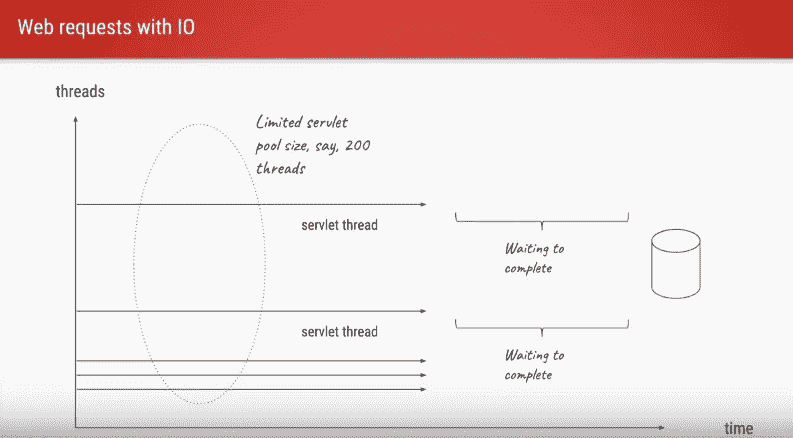 Web requests with IO
threads
Limited servlet
pool size, say, 200
threads
servlet thread
Waiting to
complete
servlet thread
Waiting to
complete
time